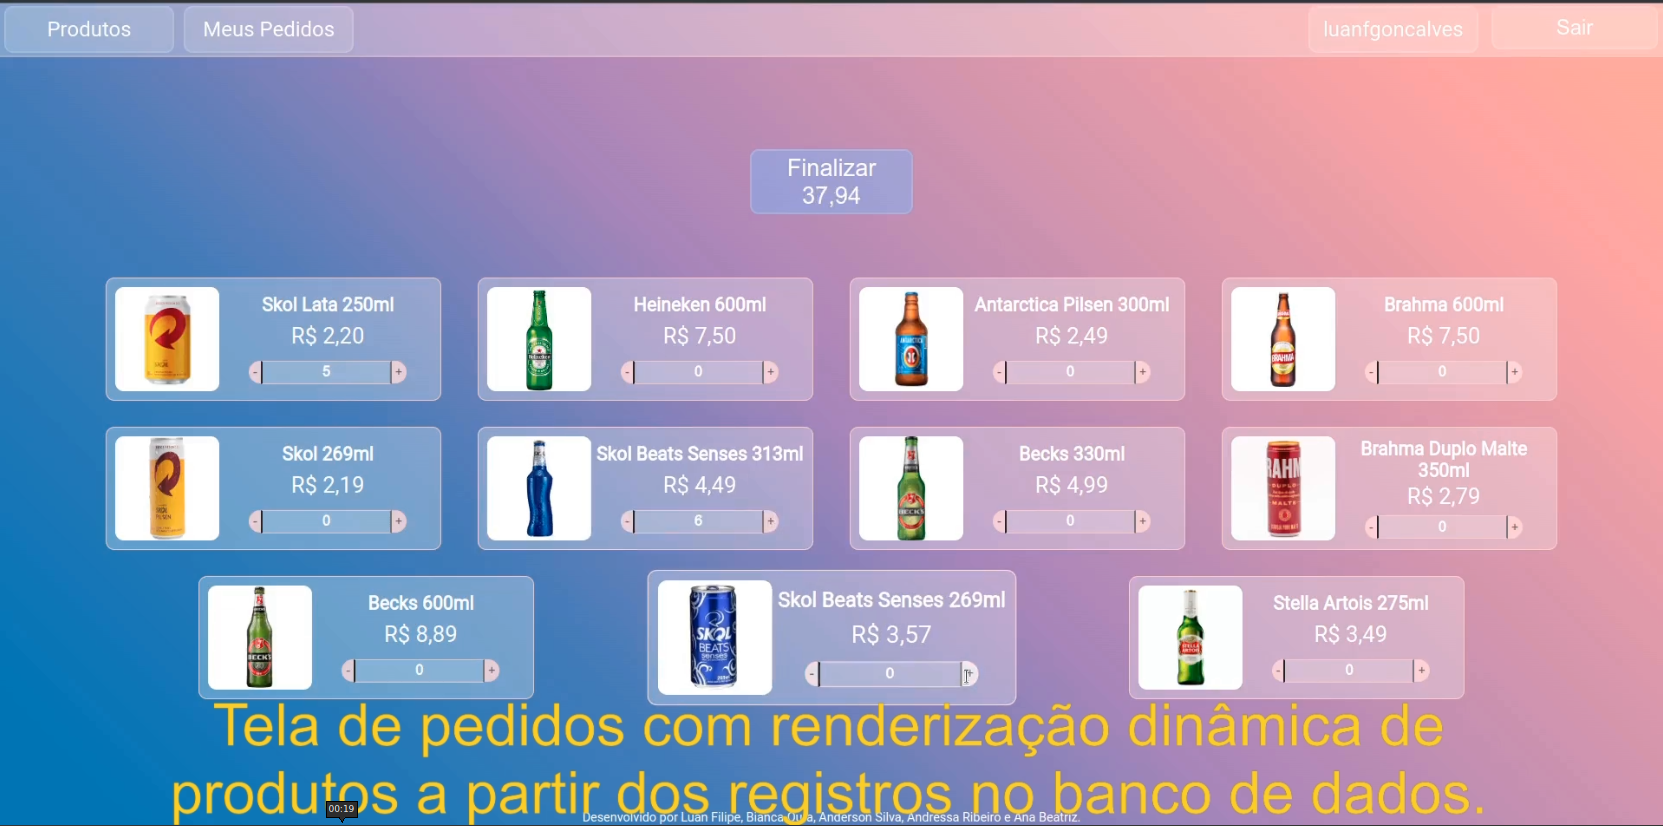 Produtos
Meus Pedidos
luanfgoncalves
Sair
Finalizar
37,94
Skol Lata 250ml
R$ 2,20
- 5 +
Heineken 600ml
R$ 7,50
- 0 +
Antarctica Pilsen 300ml
R$ 2,49
- 0 +
Brahma 600ml
R$ 7,50
- 0 +
Skol 269ml
R$ 2,19
- 0 +
Skol Beats Senses 313ml
R$ 4,49
- 6 +
Becks 330ml
R$ 4,99
- 0 +
Brahma Duplo Malte
350ml
R$ 2,79
- 0 +
Becks 600ml
R$ 8,89
- 0 +
SKOL
BEATS
senses
Skol Beats Senses 269ml
R$ 3,57
- 0 +
Stella Artois 275ml
R$ 3,49
- 0 +
Tela de pedidos com renderização dinâmica de
produtos a partir dos registros no banco de dados.
00:19
Desenvolvido por Luan Filipe, Bianca, Anderson Silva, Andressa Ribeiro e Ana Beatriz.